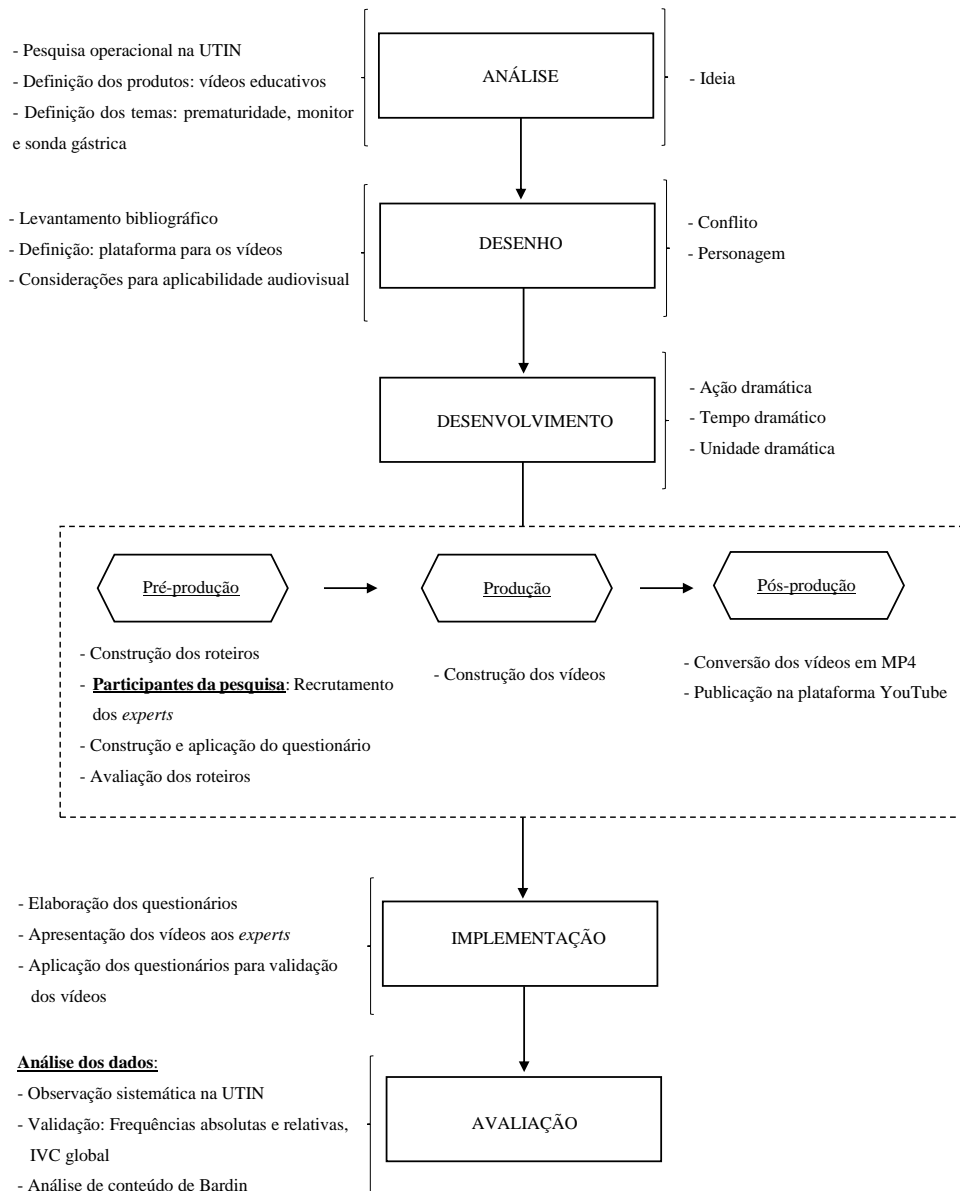 - Pesquisa operacional na UTIN
- Definição dos produtos: vídeos educativos
- Definição dos temas: prematuridade, monitor
e sonda gástrica
ANÁLISE
- Ideia
- Levantamento bibliográfico
- Definição: plataforma para os vídeos
- Considerações para aplicabilidade audiovisual
DESENHO
- Conflito
- Personagem
DESENVOLVIMENTO
- Ação dramática
- Tempo dramático
- Unidade dramática
Pré-produção
- Construção dos roteiros
- Participantes da pesquisa: Recrutamento
dos experts
- Construção e aplicação do questionário
- Avaliação dos roteiros
Produção
- Construção dos vídeos
Pós-produção
- Conversão dos vídeos em MP4
- Publicação na plataforma YouTube
- Elaboração dos questionários
- Apresentação dos vídeos aos experts
- Aplicação dos questionários para validação
dos vídeos
IMPLEMENTAÇÃO
Análise dos dados:
- Observação sistemática na UTIN
- Validação: Frequências absolutas e relativas,
IVC global
- Análise de conteúdo de Bardin
AVALIAÇÃO